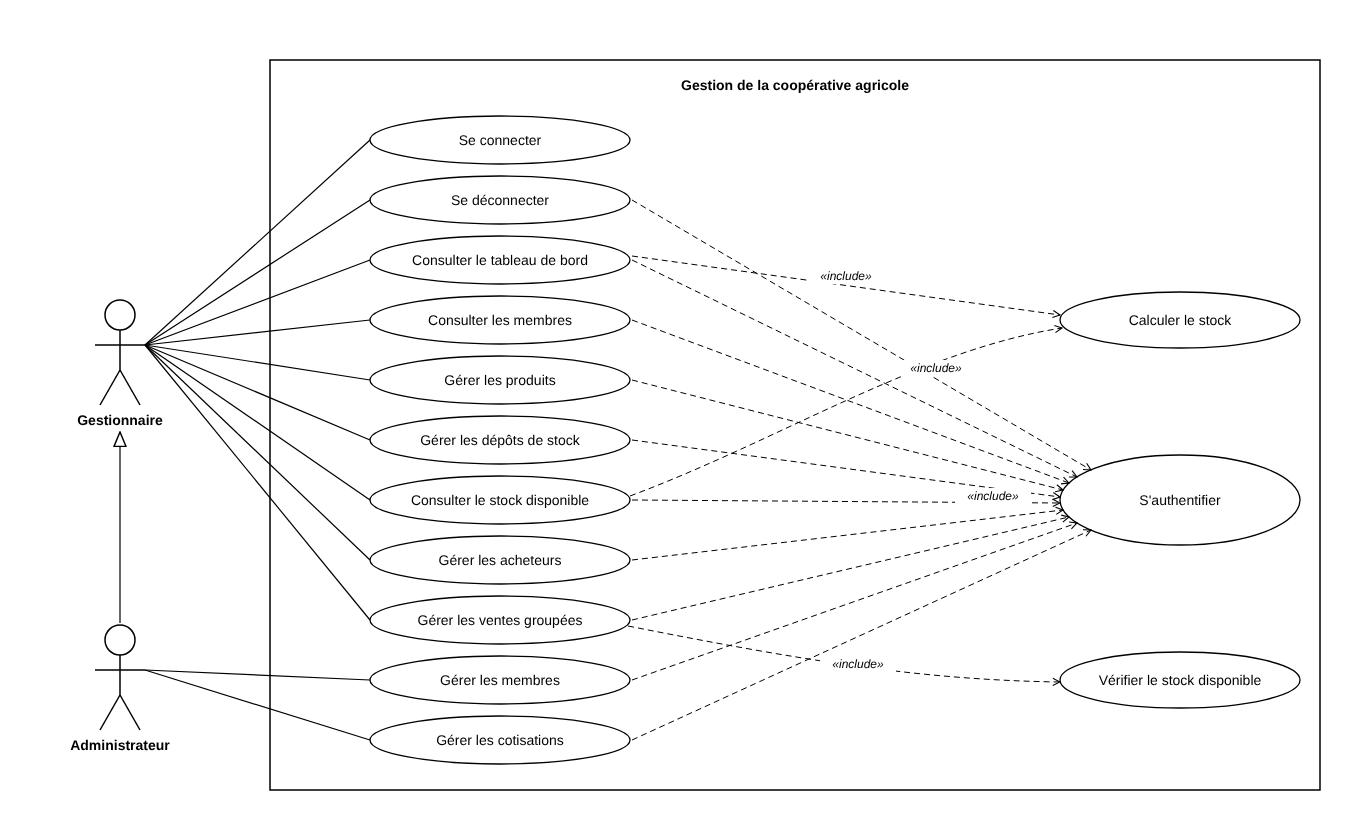 Gestion de la coopérative agricole
Se connecter
Se déconnecter
Consulter le tableau de bord
«include»
Consulter les membres
Calculer le stock
«include»
Gérer les produits
Gestionnaire
Gérer les dépôts de stock
Consulter le stock disponible
«include»
S'authentifier
Gérer les acheteurs
Gérer les ventes groupées
«include»
Gérer les membres
Vérifier le stock disponible
Gérer les cotisations
Administrateur